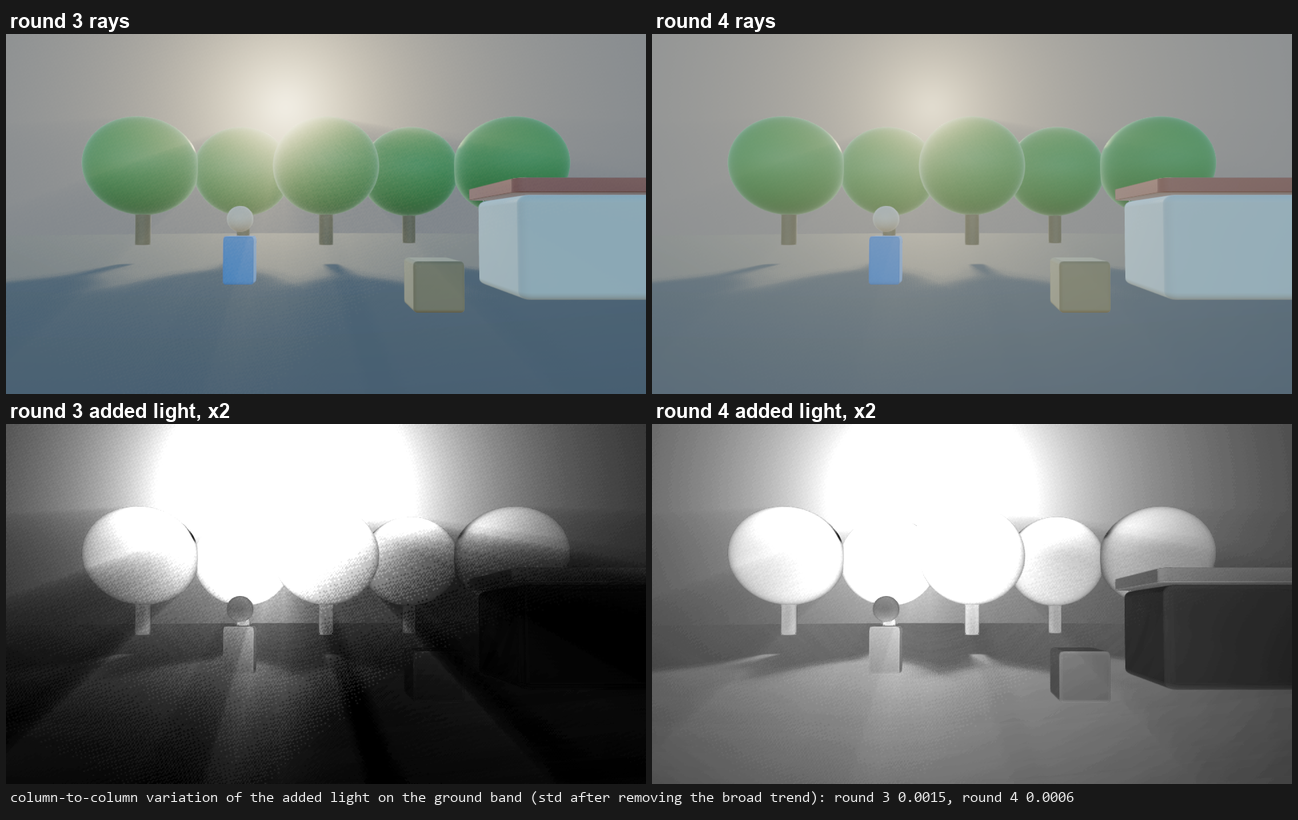 round 3 rays
round 4 rays
round 3 added light, x2
round 4 added light, x2
column-to-column variation of the added light on the ground band (std after removing the broad trend): round 3 0.0015, round 4 0.0006